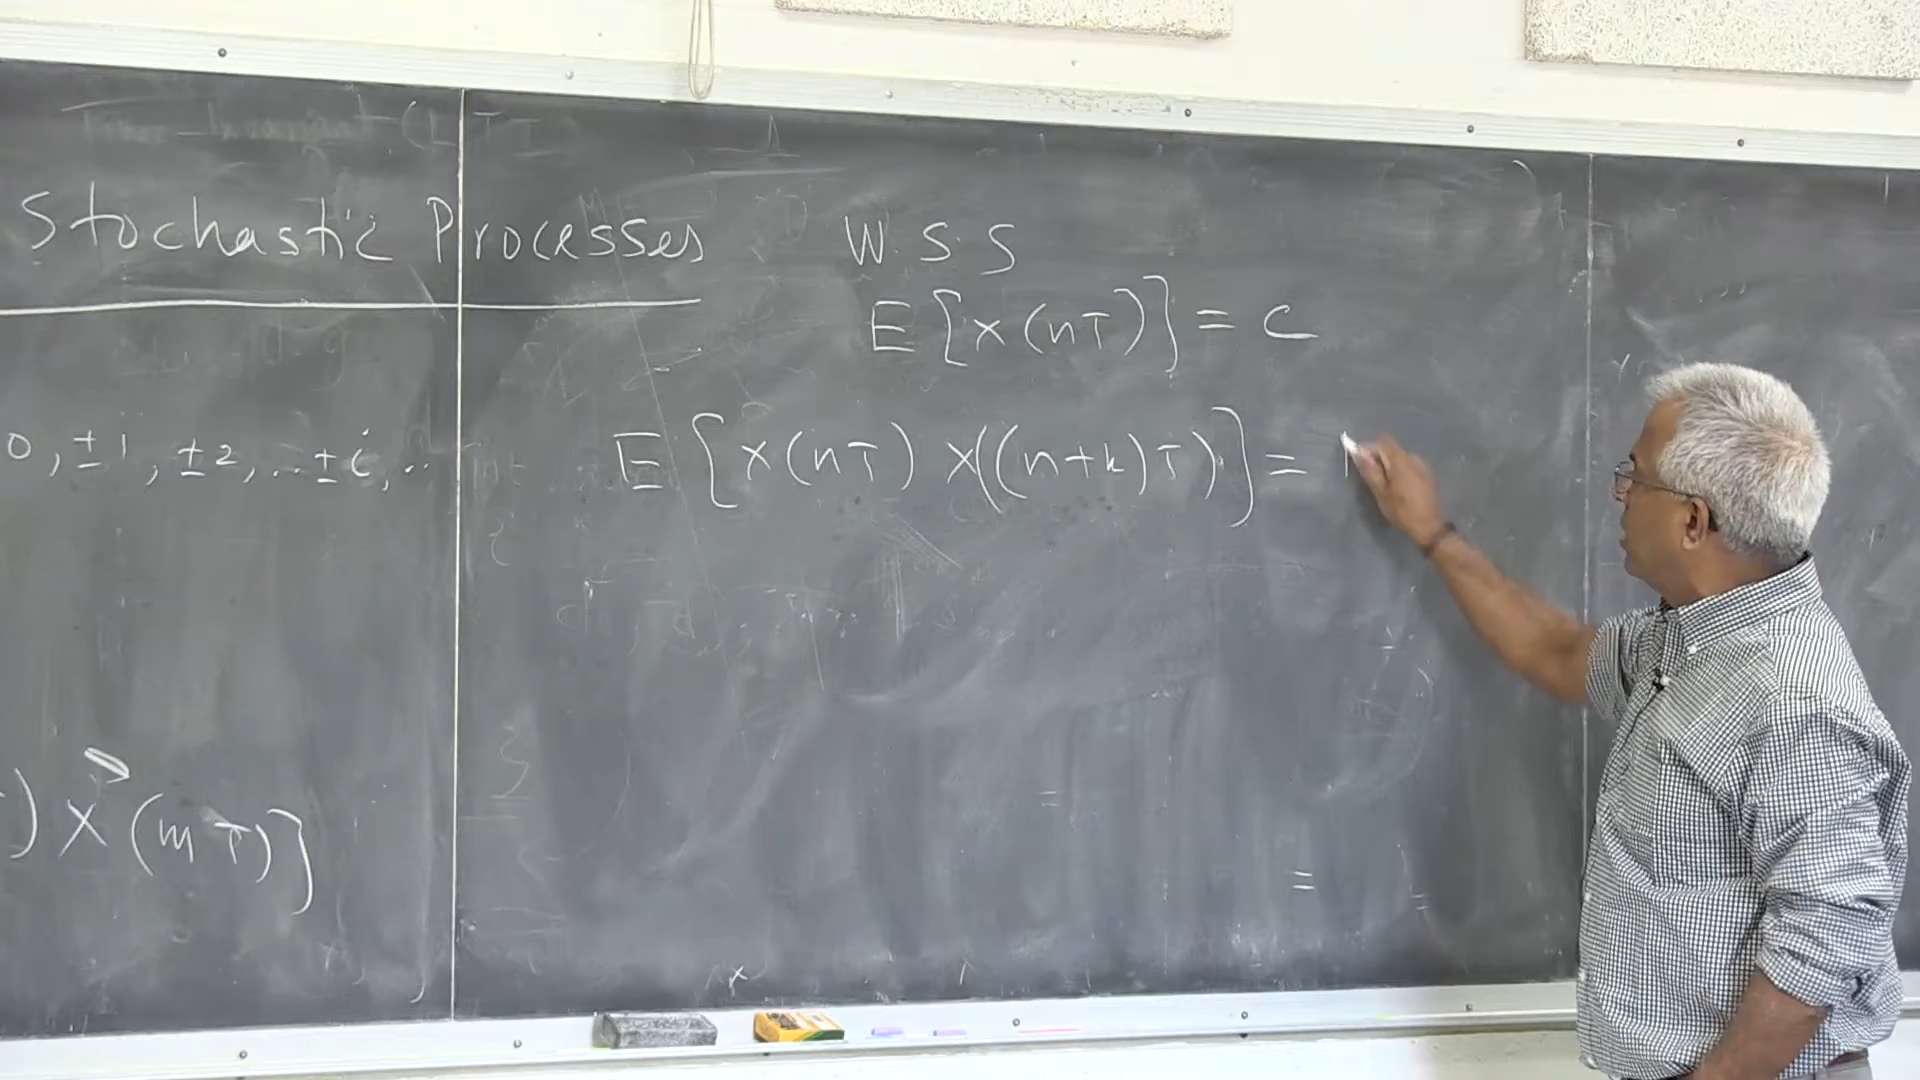 Stochastic Processes
0, ±1, ±2, .. ±i, ..
) X (mT)]
W.S.S
E[X(nT)] = c
E[X(nT) X((n+k)T)] =